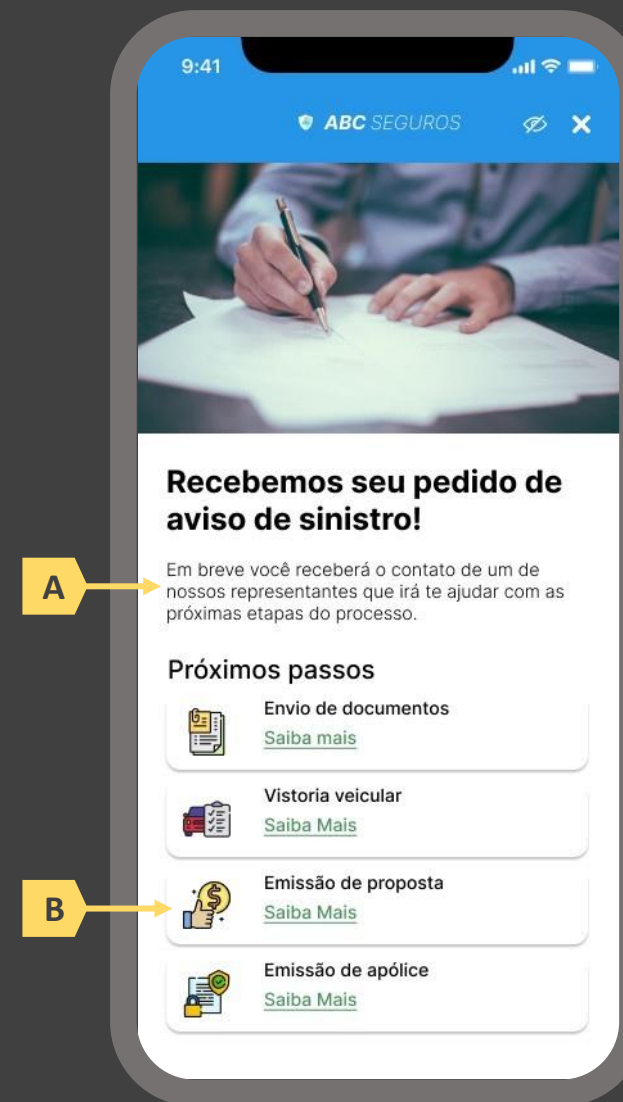 9:41
ABC SEGUROS
Recebemos seu pedido de
aviso de sinistro!
A
Em breve você receberá o contato de um de
nossos representantes que irá te ajudar com as
próximas etapas do processo.
Próximos passos
Envio de documentos
Saiba mais
Vistoria veicular
Saiba Mais
B
Emissão de proposta
Saiba Mais
Emissão de apólice
Saiba Mais